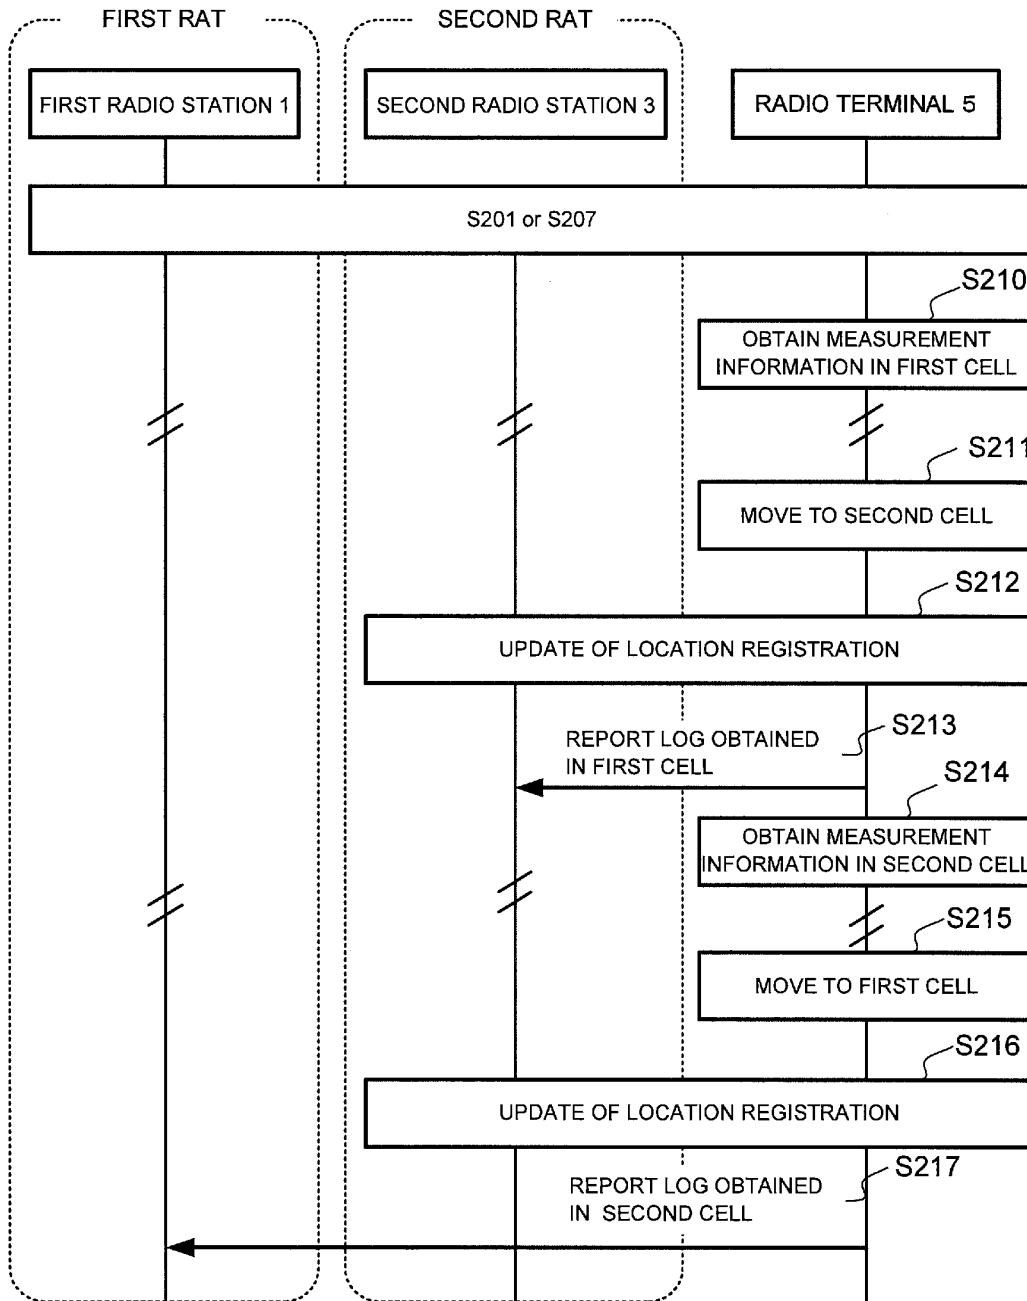 FIRST RAT
SECOND RAT
FIRST RADIO STATION 1
SECOND RADIO STATION 3
RADIO TERMINAL 5
S201 or S207
S210
OBTAIN MEASUREMENT
INFORMATION IN FIRST CELL
S211
MOVE TO SECOND CELL
S212
UPDATE OF LOCATION REGISTRATION
S213
REPORT LOG OBTAINED
IN FIRST CELL
S214
OBTAIN MEASUREMENT
INFORMATION IN SECOND CELL
S215
MOVE TO FIRST CELL
S216
UPDATE OF LOCATION REGISTRATION
S217
REPORT LOG OBTAINED
IN SECOND CELL